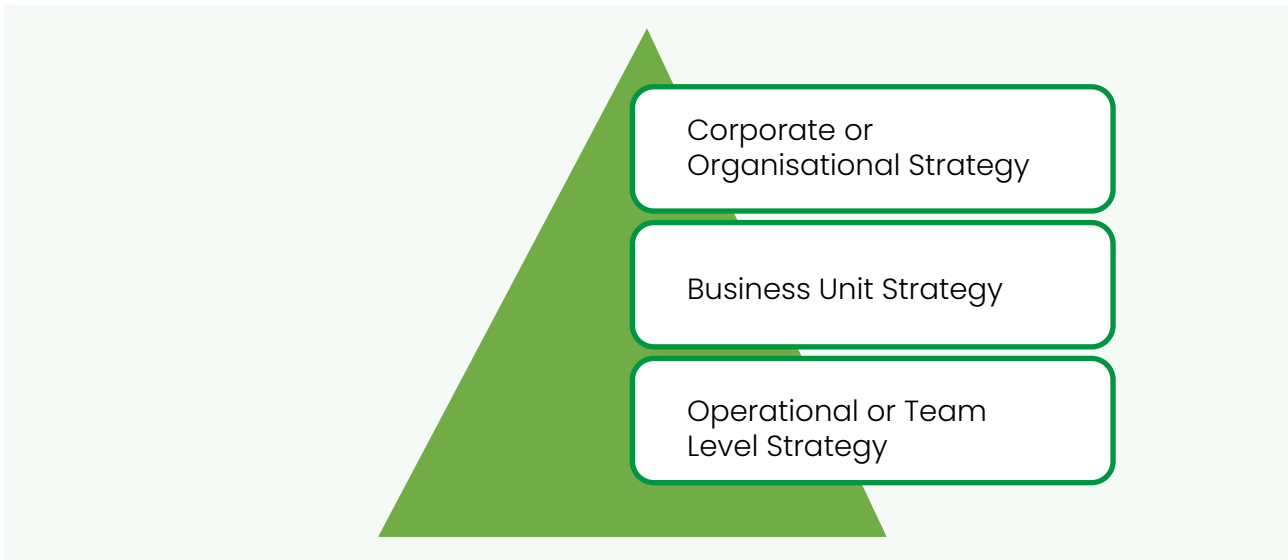 Corporate or
Organisational Strategy
Business Unit Strategy
Operational or Team
Level Strategy